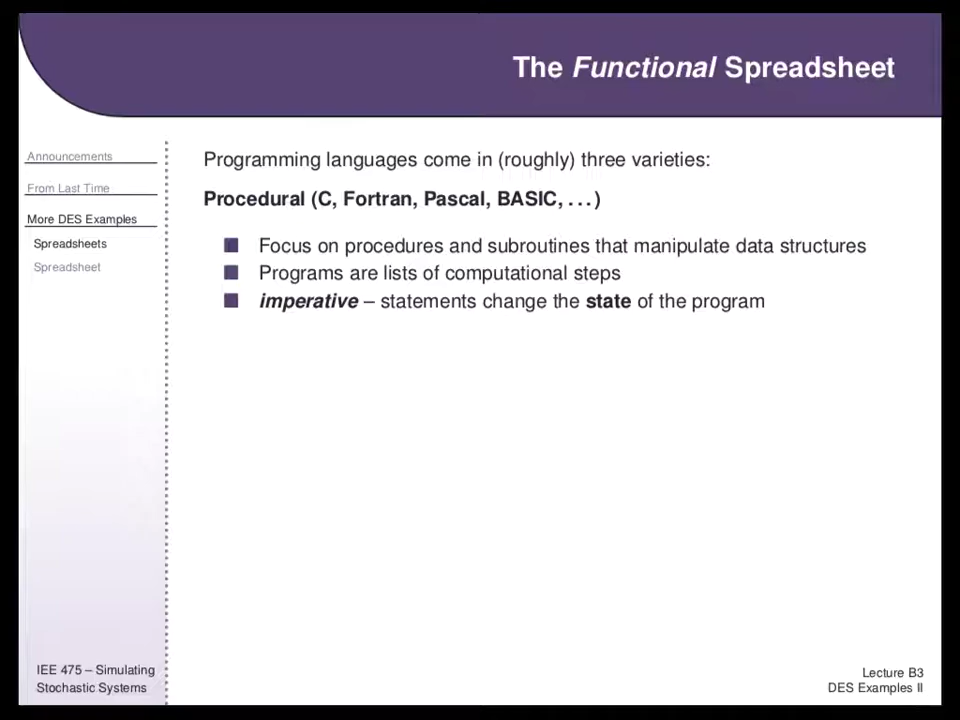 The Functional Spreadsheet
Announcements
From Last Time
More DES Examples
Spreadsheets
Spreadsheet
Programming languages come in (roughly) three varieties:
Procedural (C, Fortran, Pascal, BASIC, . . . )
Focus on procedures and subroutines that manipulate data structures
Programs are lists of computational steps
imperative – statements change the state of the program
IEE 475 – Simulating
Stochastic Systems
Lecture B3
DES Examples II